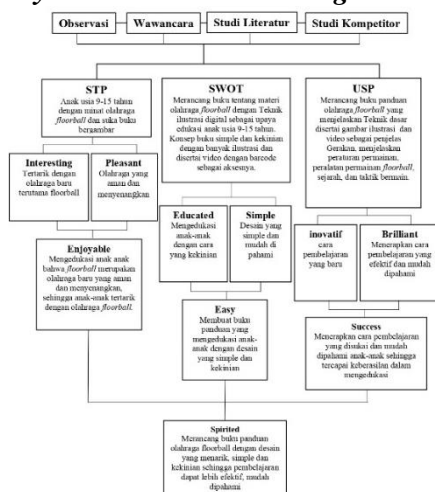 Observasi
Wawancara
Studi Literatur
Studi Kompetitor
STP
Anak usia 9-15 tahun
dengan minat olahraga
floorball dan suka buku
bergambar
SWOT
Merancang buku tentang materi
olahraga floorball dengan Teknik
ilustrasi digital sebagai upaya
edukasi anak usia 9-15 tahun.
Konsep buku simple dan kekinian
dengan banyak ilustrasi dan
disertai video dengan barcode
sebagai aksesnya.
USP
Merancang buku panduan
olahraga floorball yang
menjelaskan Teknik dasar
disertai gambar ilustrasi dan
video sebagai penjelas
Gerakan, menjelaskan
peraturan permainan,
peralatan permainan floorball,
sejarah, dan taktik bermain.
Interesting
Tertarik dengan
olahraga baru
terutama floorball
Pleasant
Olahraga yang
aman dan
menyenangkan
Educated
Mengedukasi
anak-anak dengan
cara yang
kekinian
Simple
Desain yang
simple dan
mudah di
pahami
inovatif
cara
pembelajaran
yang baru
Brilliant
Menerapkan cara
pembelajaran yang
efektif dan mudah
dipahami
Enjoyable
Mengedukasi anak anak
bahwa floorball merupakan
olahraga baru yang aman
dan menyenangkan,
sehingga anak-anak tertarik
dengan olahraga floorball.
Easy
Membuat buku
panduan yang
mengedukasi anak-
anak dengan desain
yang simple dan
kekinian
Success
Menerapkan cara pembelajaran
yang disukai dan mudah
dipahami anak-anak sehingga
tercapai keberasilan dalam
mengedukasi
Spirited
Merancang buku panduan
olahraga floorball dengan desain
yang menarik, simple dan
kekinian sehingga pembelajaran
dapat lebih efektif, mudah
dipahami